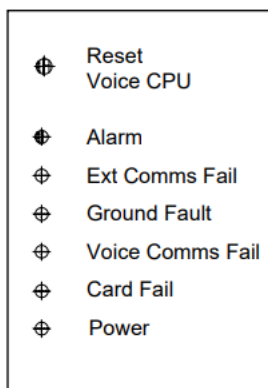 Reset
Voice CPU
Alarm
Ext Comms Fail
Ground Fault
Voice Comms Fail
Card Fail
Power